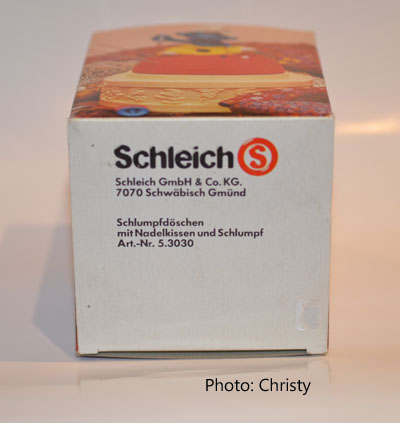 Schleich S
Schleich GmbH & Co. KG.
7070 Schwäbisch Gmünd
Schlumpfdöschen
mit Nadelkissen und Schlumpf
Art.-Nr. 5.3030
Photo: Christy